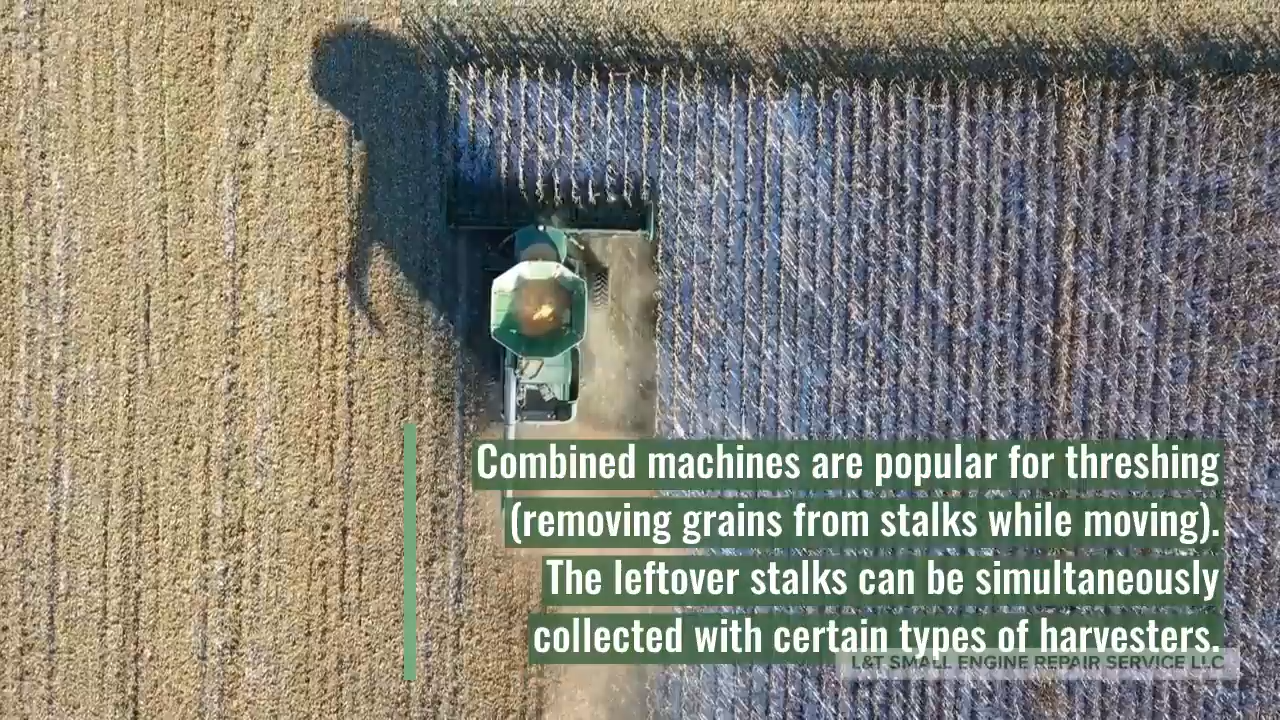 Combined machines are popular for threshing
(removing grains from stalks while moving).
The leftover stalks can be simultaneously
collected with certain types of harvesters.
L&T SMALL ENGINE REPAIR SERVICE LLC